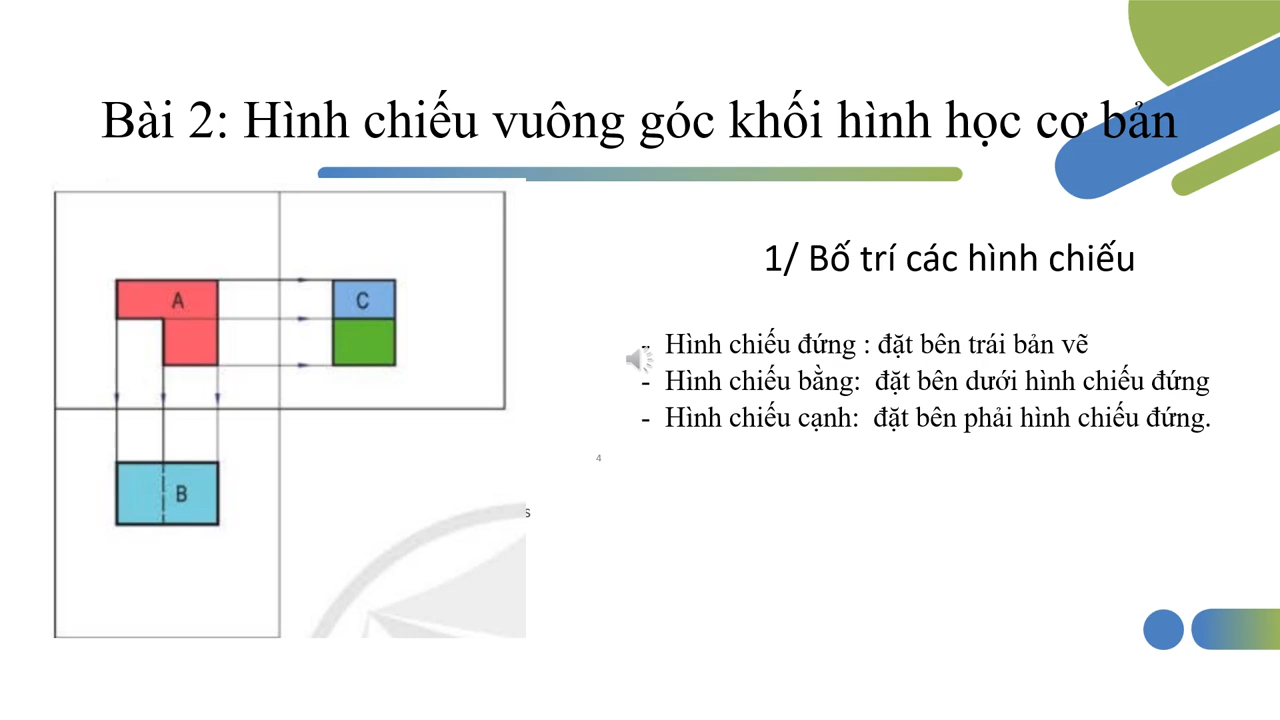 Bài 2: Hình chiếu vuông góc khối hình học cơ bản
A
C
B
1/ Bố trí các hình chiếu
- Hình chiếu đứng : đặt bên trái bản vẽ
- Hình chiếu bằng: đặt bên dưới hình chiếu đứng
- Hình chiếu cạnh: đặt bên phải hình chiếu đứng.
4
s